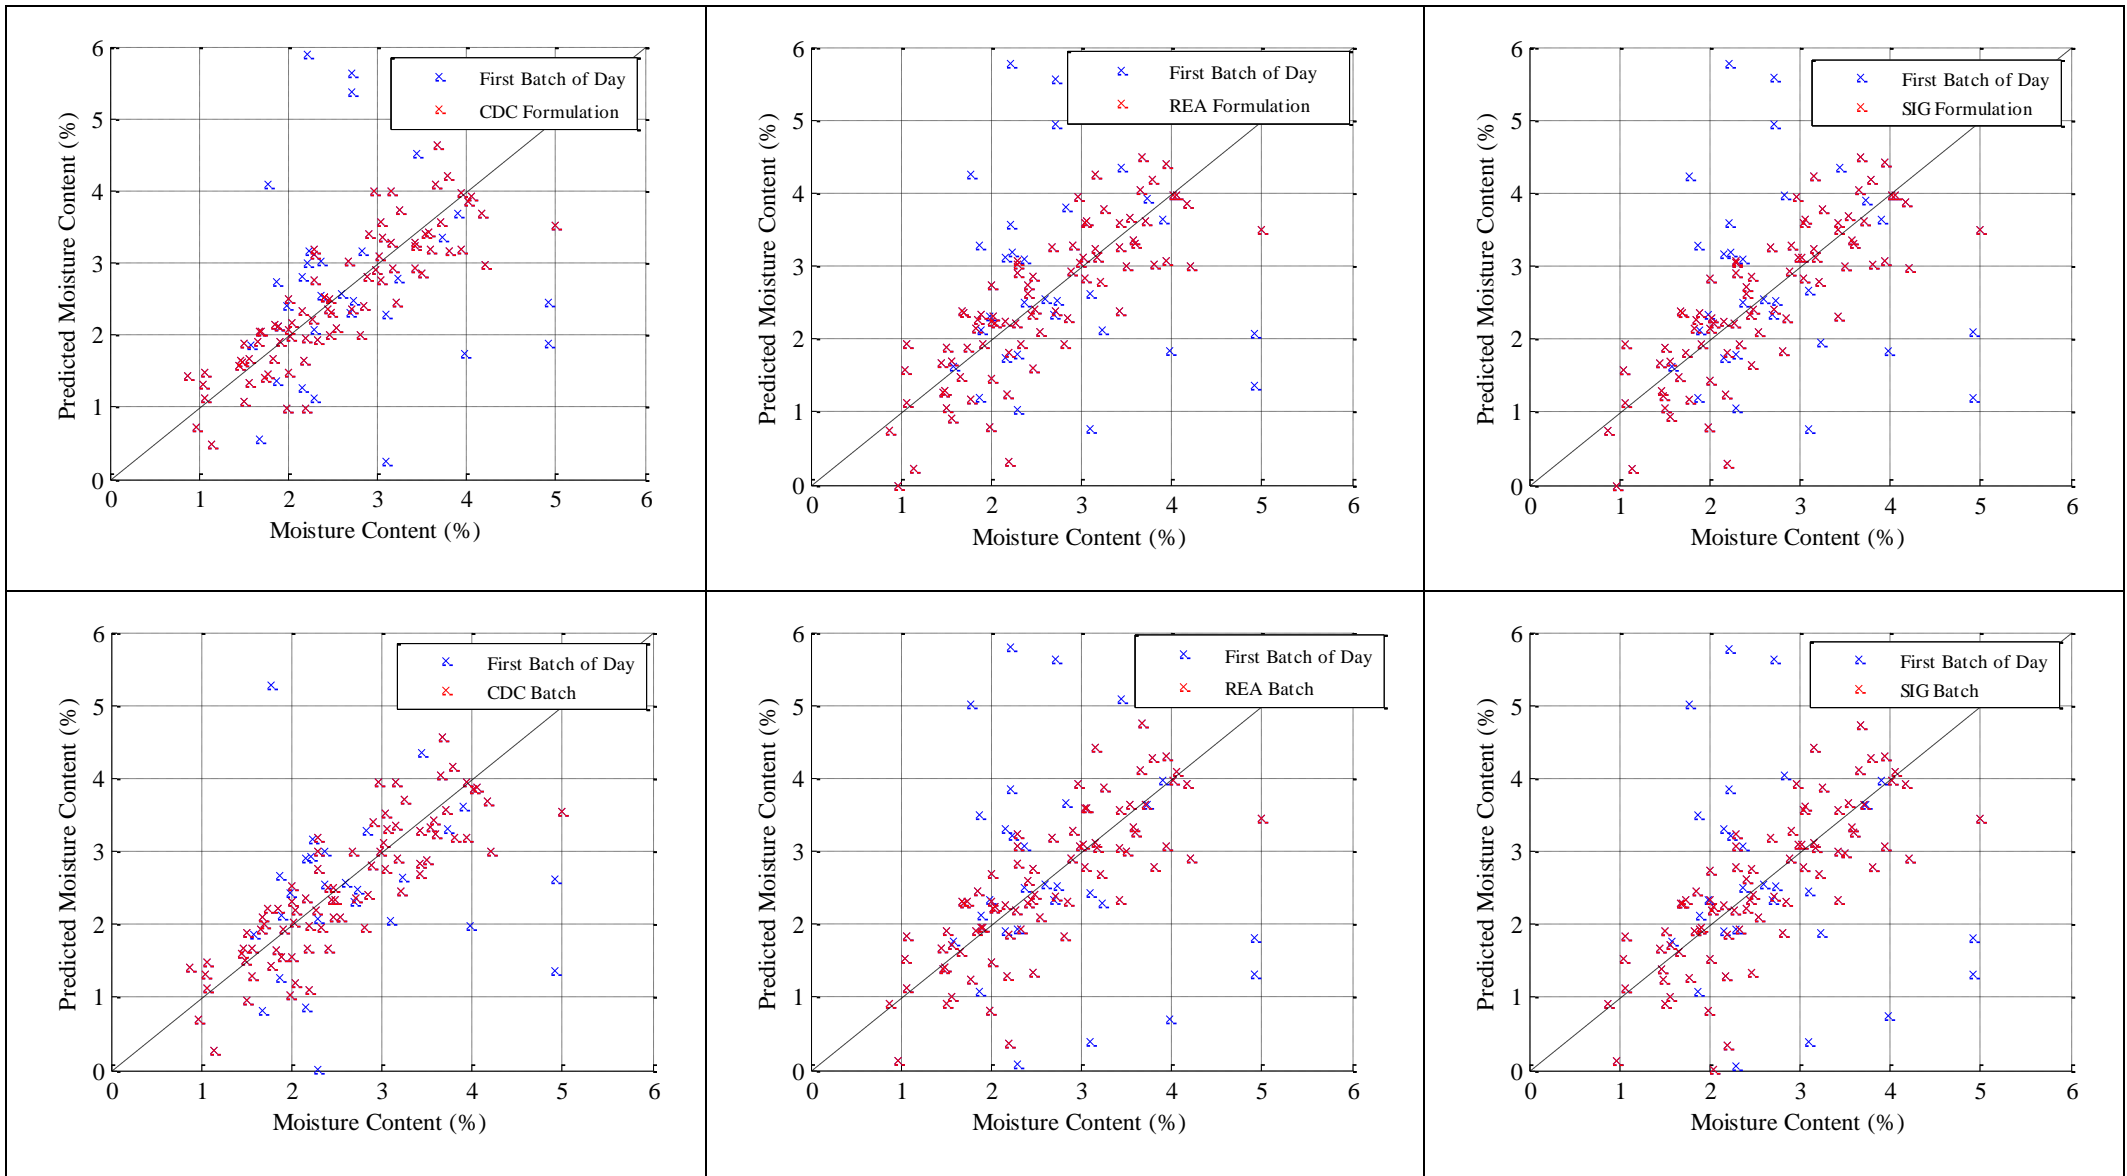 6
5
4
3
2
1
0
0 1 2 3 4 5 6
Predicted Moisture Content (%)
Moisture Content (%)
First Batch of Day
CDC Formulation
6
5
4
3
2
1
0
0 1 2 3 4 5 6
Predicted Moisture Content (%)
Moisture Content (%)
First Batch of Day
REA Formulation
6
5
4
3
2
1
0
0 1 2 3 4 5 6
Predicted Moisture Content (%)
Moisture Content (%)
First Batch of Day
SIG Formulation
6
5
4
3
2
1
0
0 1 2 3 4 5 6
Predicted Moisture Content (%)
Moisture Content (%)
First Batch of Day
CDC Batch
6
5
4
3
2
1
0
0 1 2 3 4 5 6
Predicted Moisture Content (%)
Moisture Content (%)
First Batch of Day
REA Batch
6
5
4
3
2
1
0
0 1 2 3 4 5 6
Predicted Moisture Content (%)
Moisture Content (%)
First Batch of Day
SIG Batch